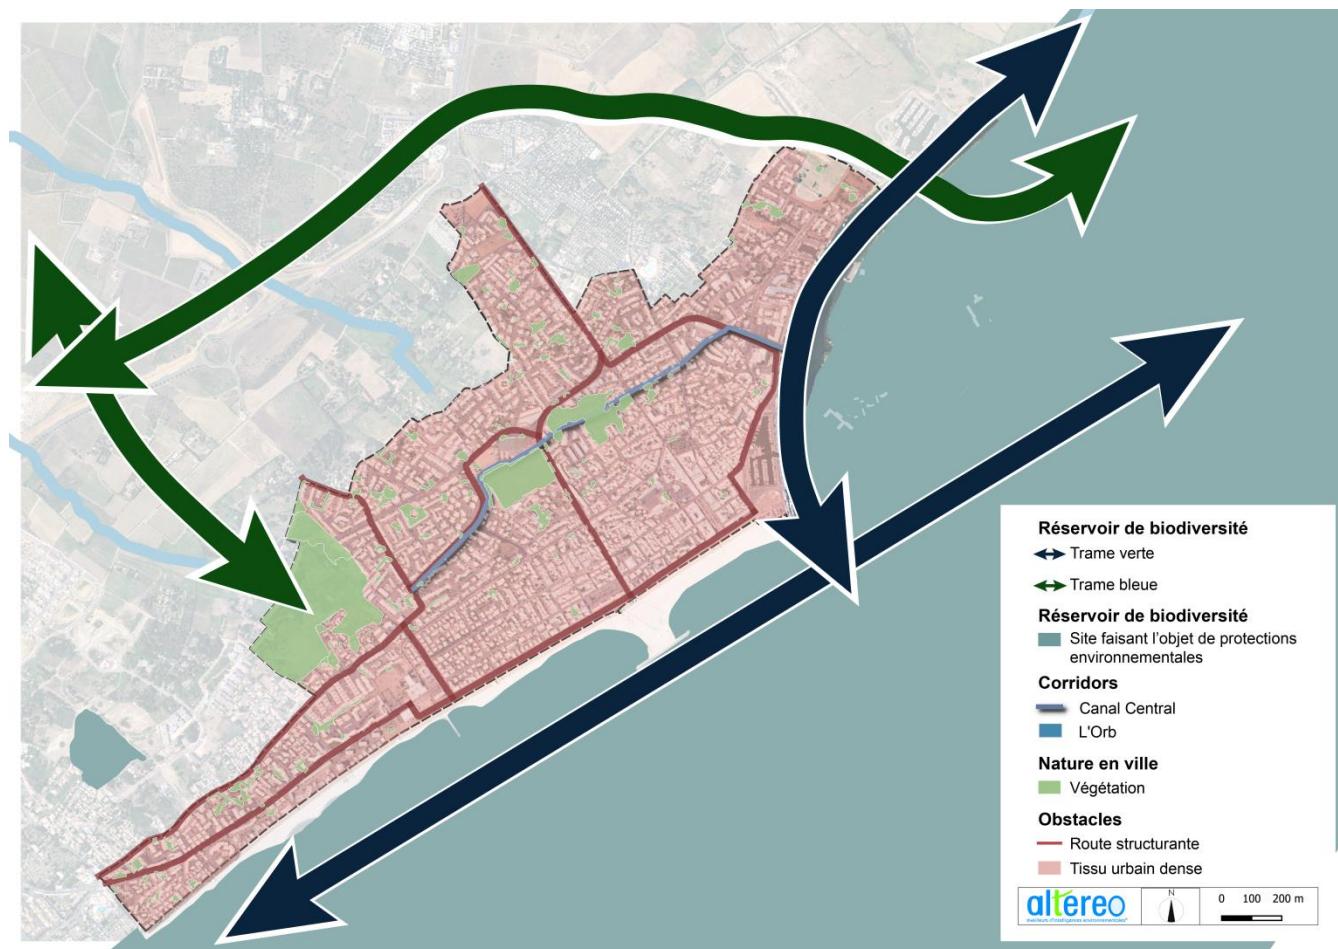 Réservoir de biodiversité
Trame verte
Trame bleue
Réservoir de biodiversité
Site faisant l'objet de protections
environnementales
Corridors
Canal Central
L'Orb
Nature en ville
Végétation
Obstacles
Route structurante
Tissu urbain dense
altereo
N
0 100 200 m